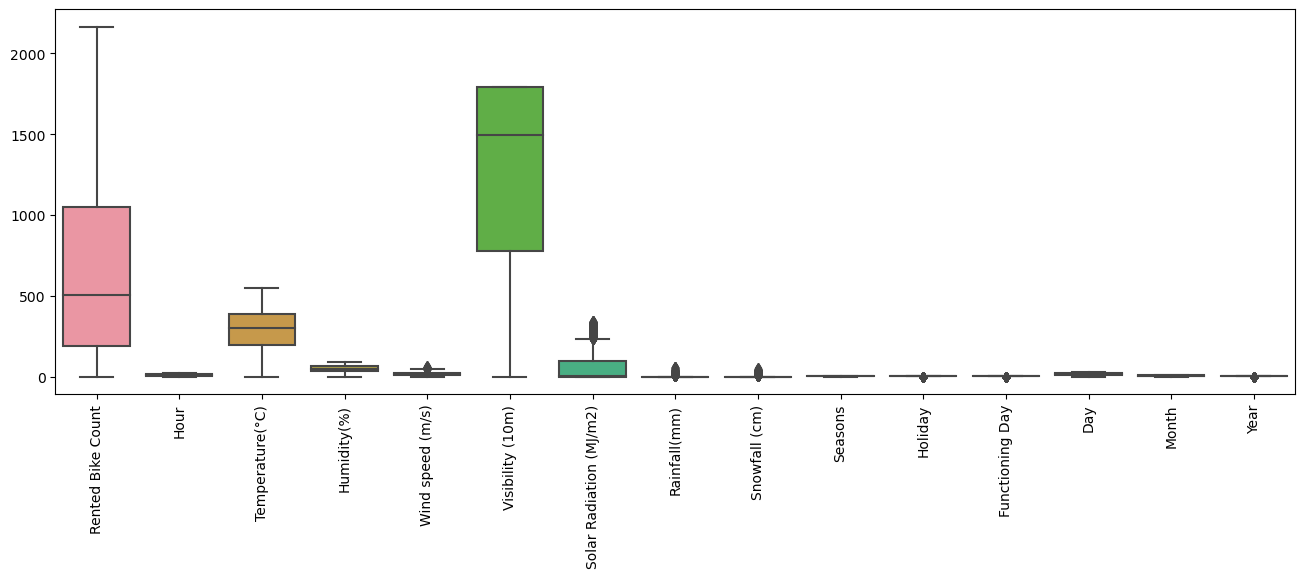 2000
1500
1000
500
0
Rented Bike Count
Hour
Temperature(°C)
Humidity(%)
Wind speed (m/s)
Visibility (10m)
Solar Radiation (MJ/m2)
Rainfall(mm)
Snowfall (cm)
Seasons
Holiday
Functioning Day
Day
Month
Year